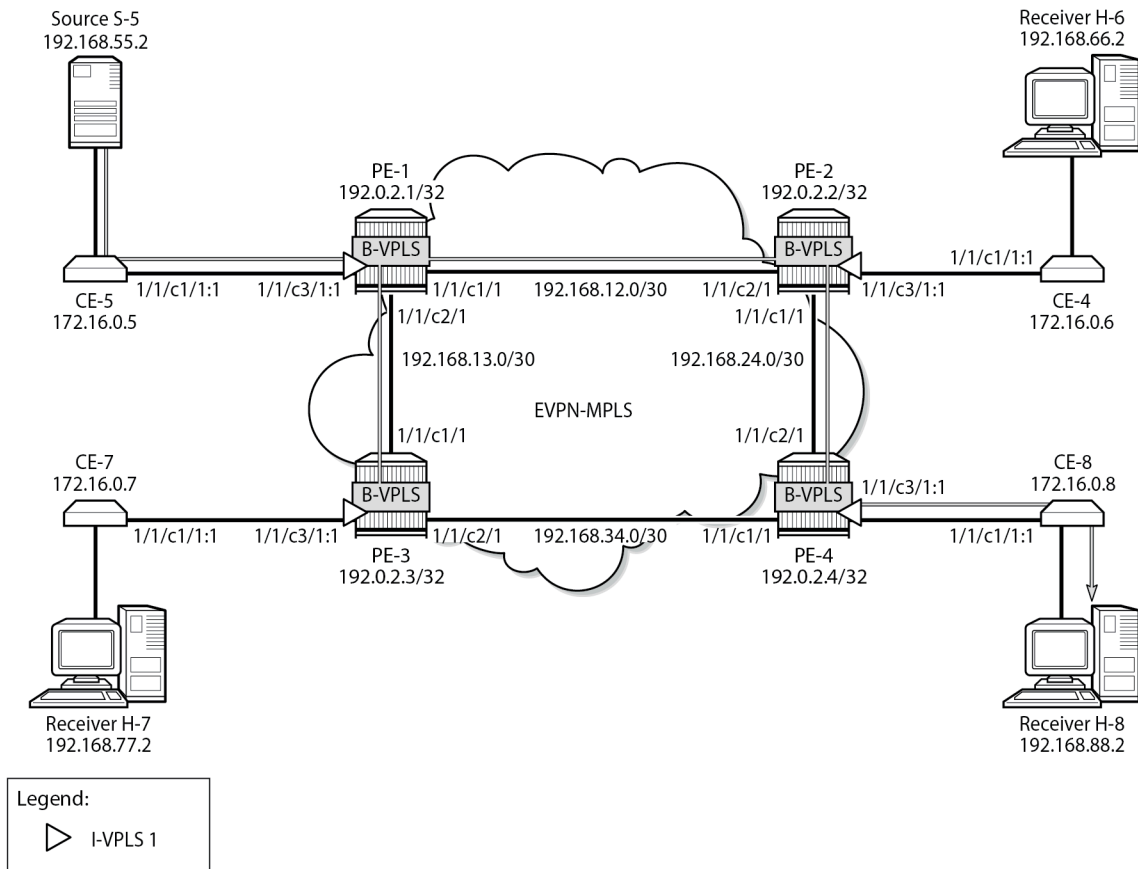 Source S-5
192.168.55.2
Receiver H-6
192.168.66.2
PE-1
192.0.2.1/32
PE-2
192.0.2.2/32
B-VPLS
B-VPLS
1/1/c1/1:1
1/1/c3/1:1
1/1/c1/1
192.168.12.0/30
1/1/c2/1
1/1/c3/1:1
1/1/c1/1:1
CE-5
172.16.0.5
CE-4
172.16.0.6
1/1/c2/1
1/1/c1/1
192.168.13.0/30
192.168.24.0/30
EVPN-MPLS
1/1/c1/1
1/1/c2/1
CE-7
172.16.0.7
CE-8
172.16.0.8
B-VPLS
B-VPLS
1/1/c3/1:1
1/1/c1/1:1
1/1/c3/1:1
1/1/c2/1
192.168.34.0/30
1/1/c1/1
1/1/c1/1:1
PE-3
192.0.2.3/32
PE-4
192.0.2.4/32
Receiver H-7
192.168.77.2
Receiver H-8
192.168.88.2
Legend:
I-VPLS 1